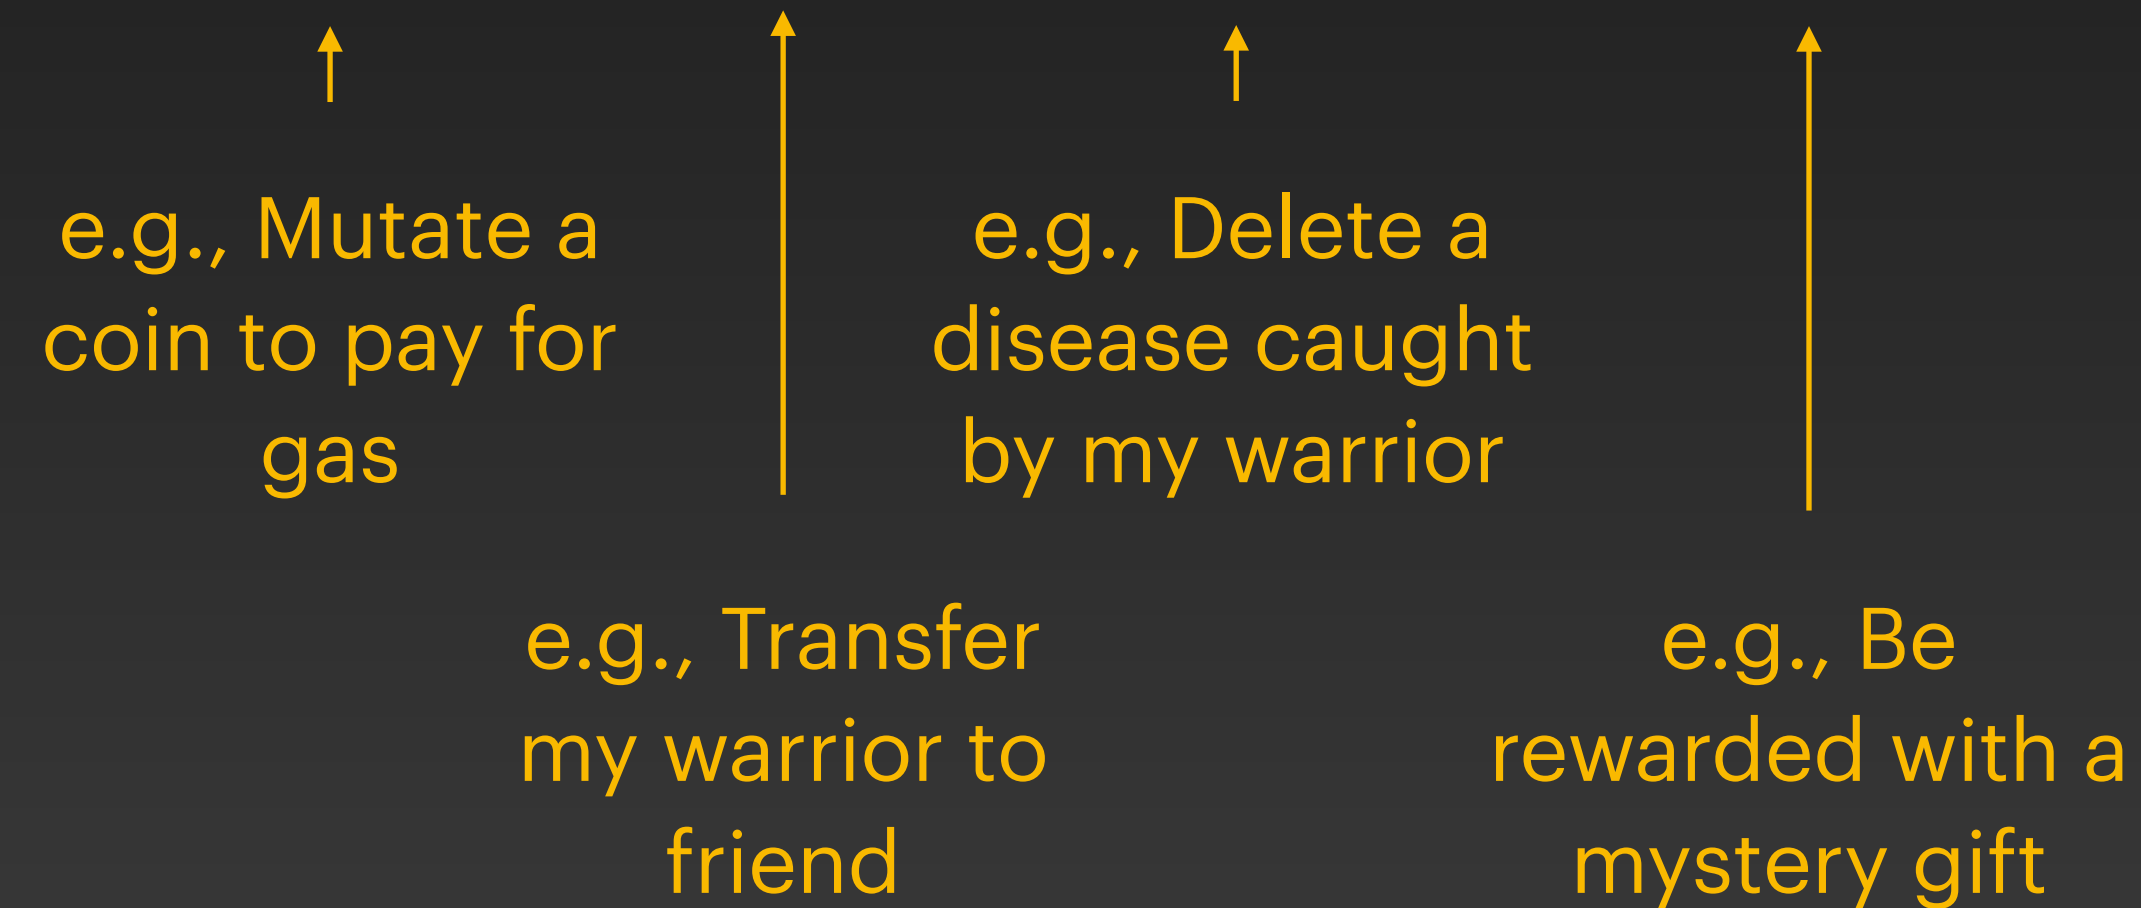 e.g., Mutate a
coin to pay for
gas
e.g., Transfer
my warrior to
friend
e.g., Delete a
disease caught
by my warrior
e.g., Be
rewarded with a
mystery gift